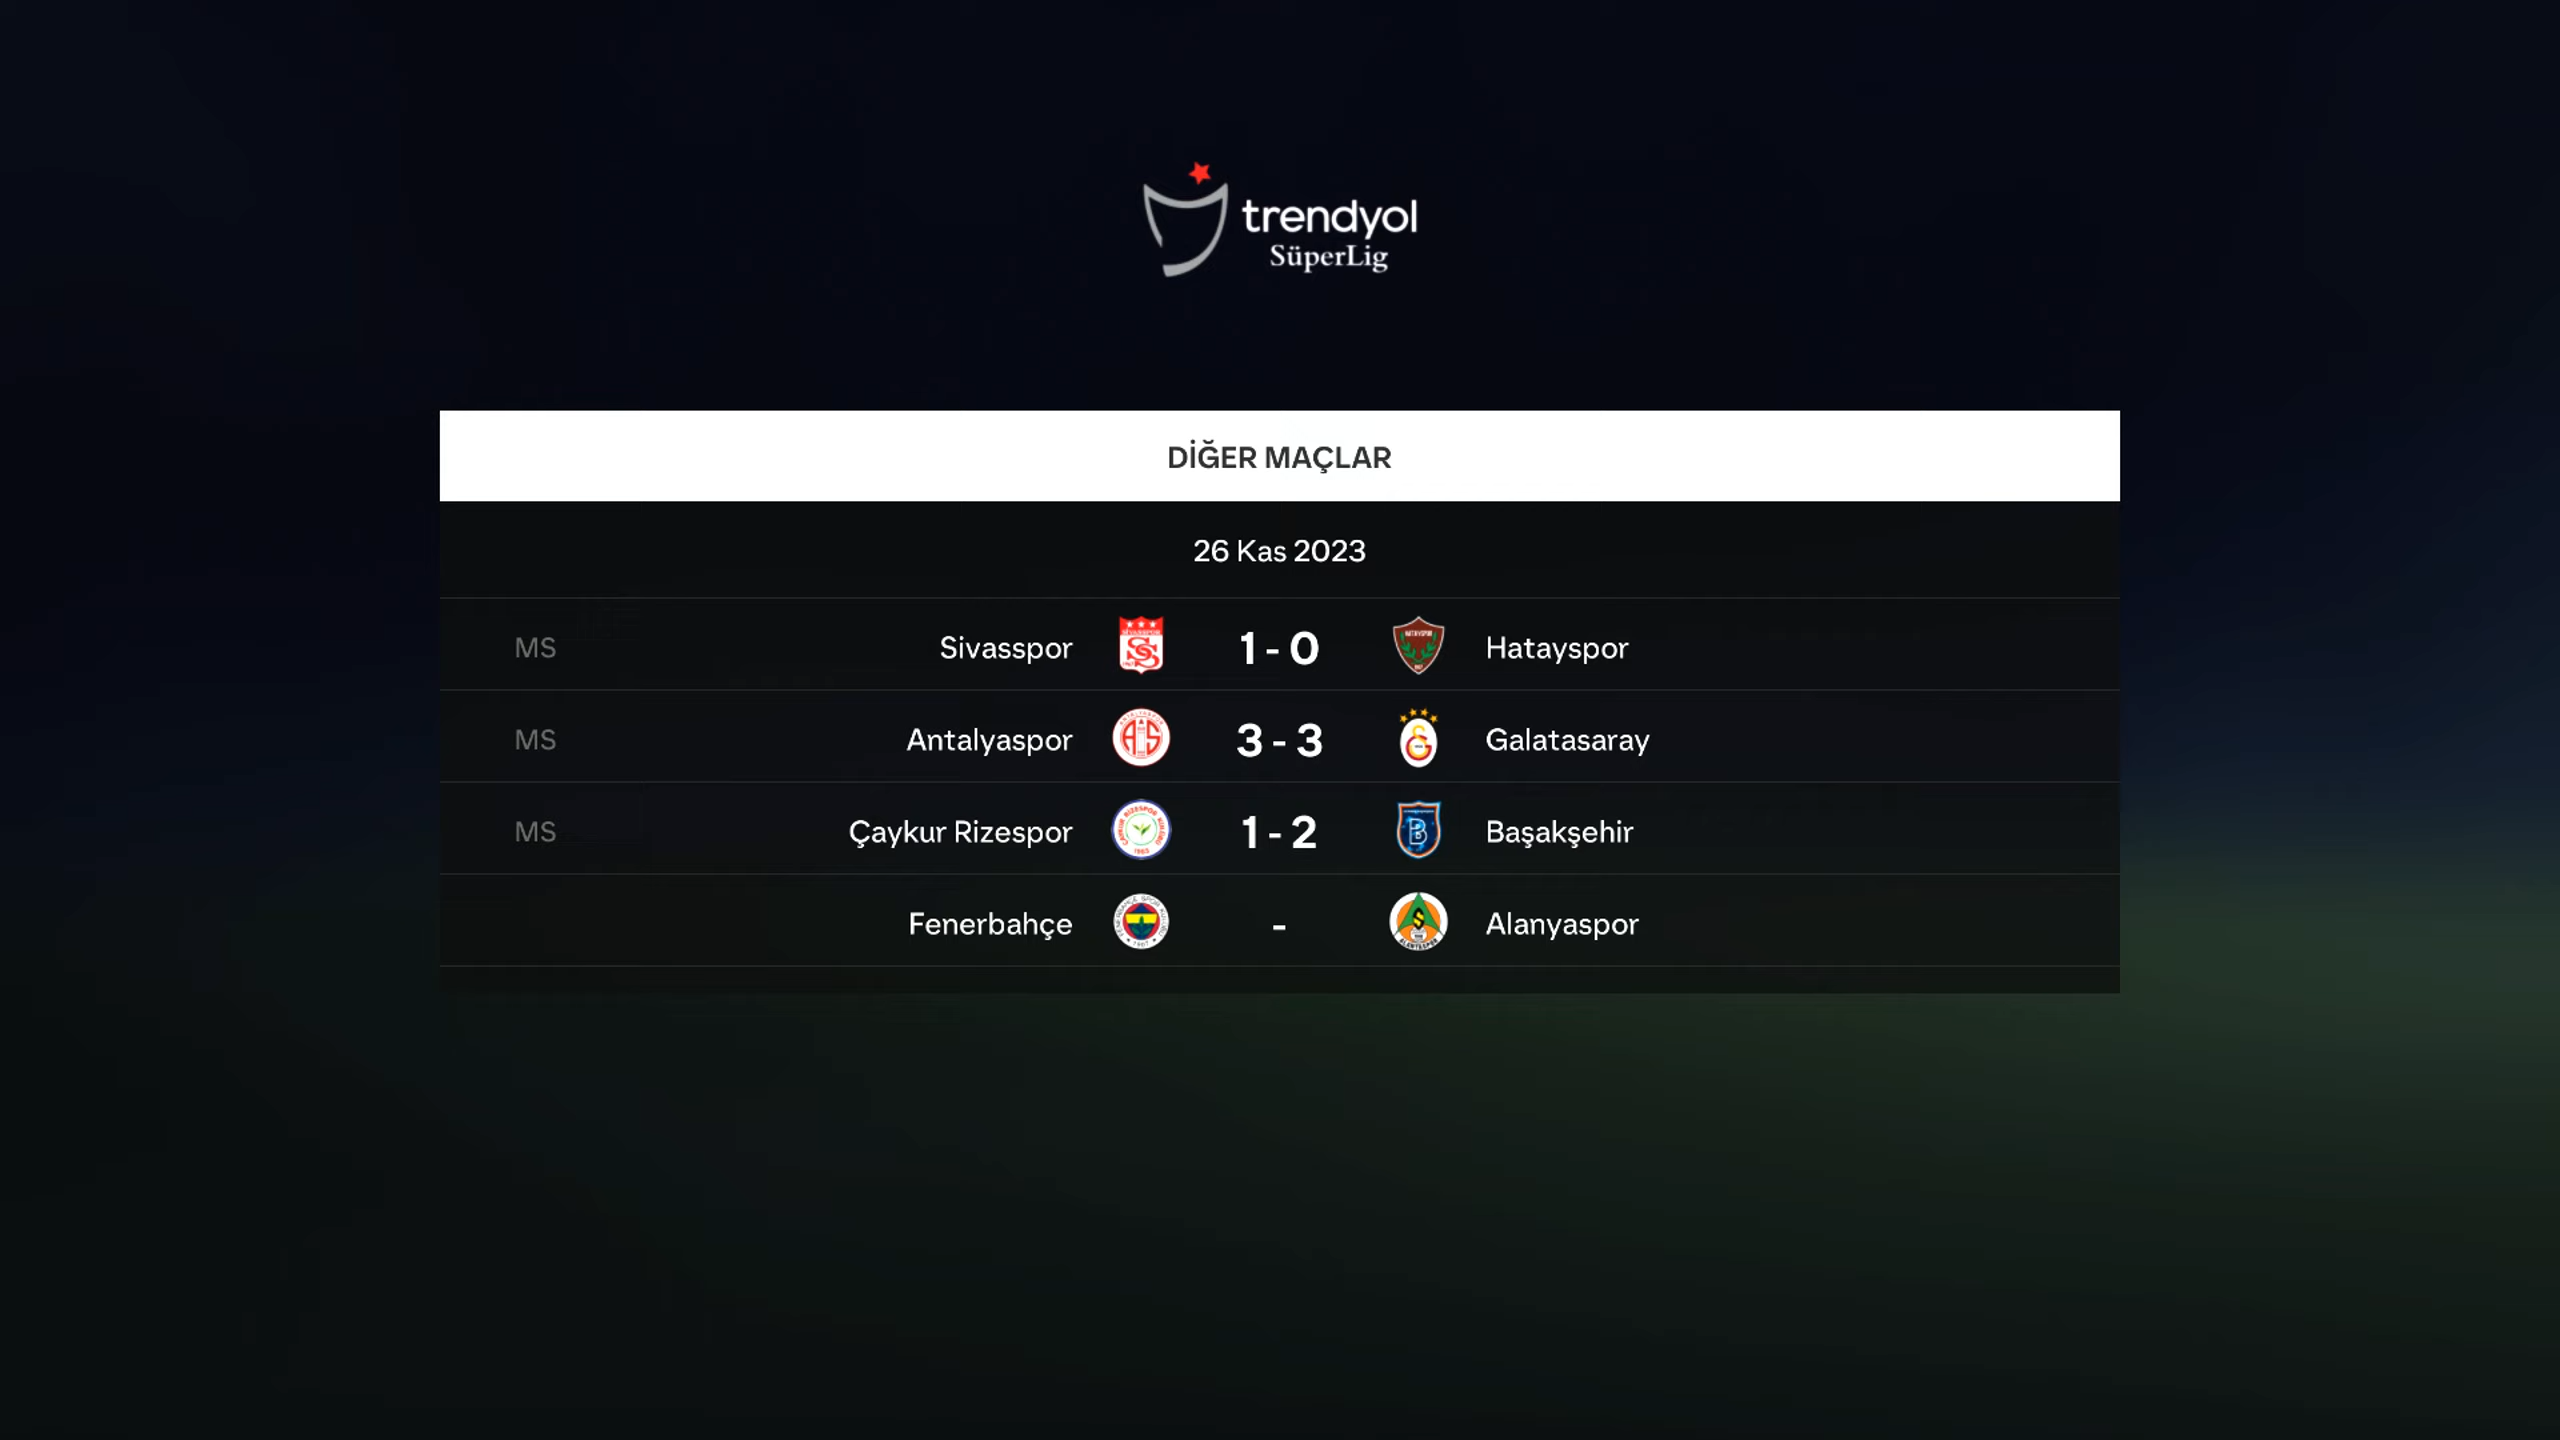 trendyol
SüperLig
DİĞER MAÇLAR
26 Kas 2023
MS Sivasspor 1 - 0 Hatayspor
MS Antalyaspor 3 - 3 Galatasaray
MS Çaykur Rizespor 1 - 2 Başakşehir
Fenerbahçe - Alanyaspor